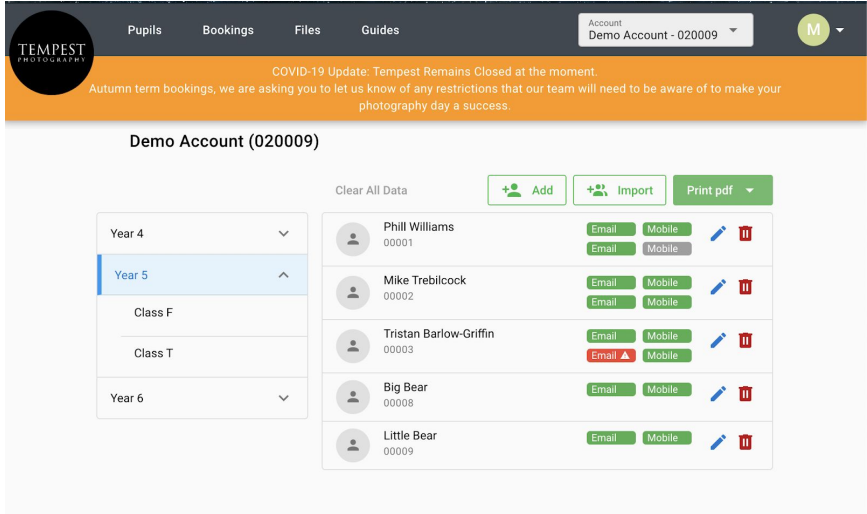 Pupils
Bookings
Files
Guides
Account
Demo Account - 020009
M
TEMPEST
PHOTOGRAPHY
COVID-19 Update: Tempest Remains Closed at the moment.
Autumn term bookings, we are asking you to let us know of any restrictions that our team will need to be aware of to make your
photography day a success.
Demo Account (020009)
Clear All Data
Add
Import
Print pdf
Year 4
Year 5
Class F
Class T
Year 6
Phill Williams
00001
Email Mobile
Email Mobile
Mike Trebilcock
00002
Email Mobile
Email Mobile
Tristan Barlow-Griffin
00003
Email Mobile
Email Mobile
Big Bear
00008
Email Mobile
Little Bear
00009
Email Mobile